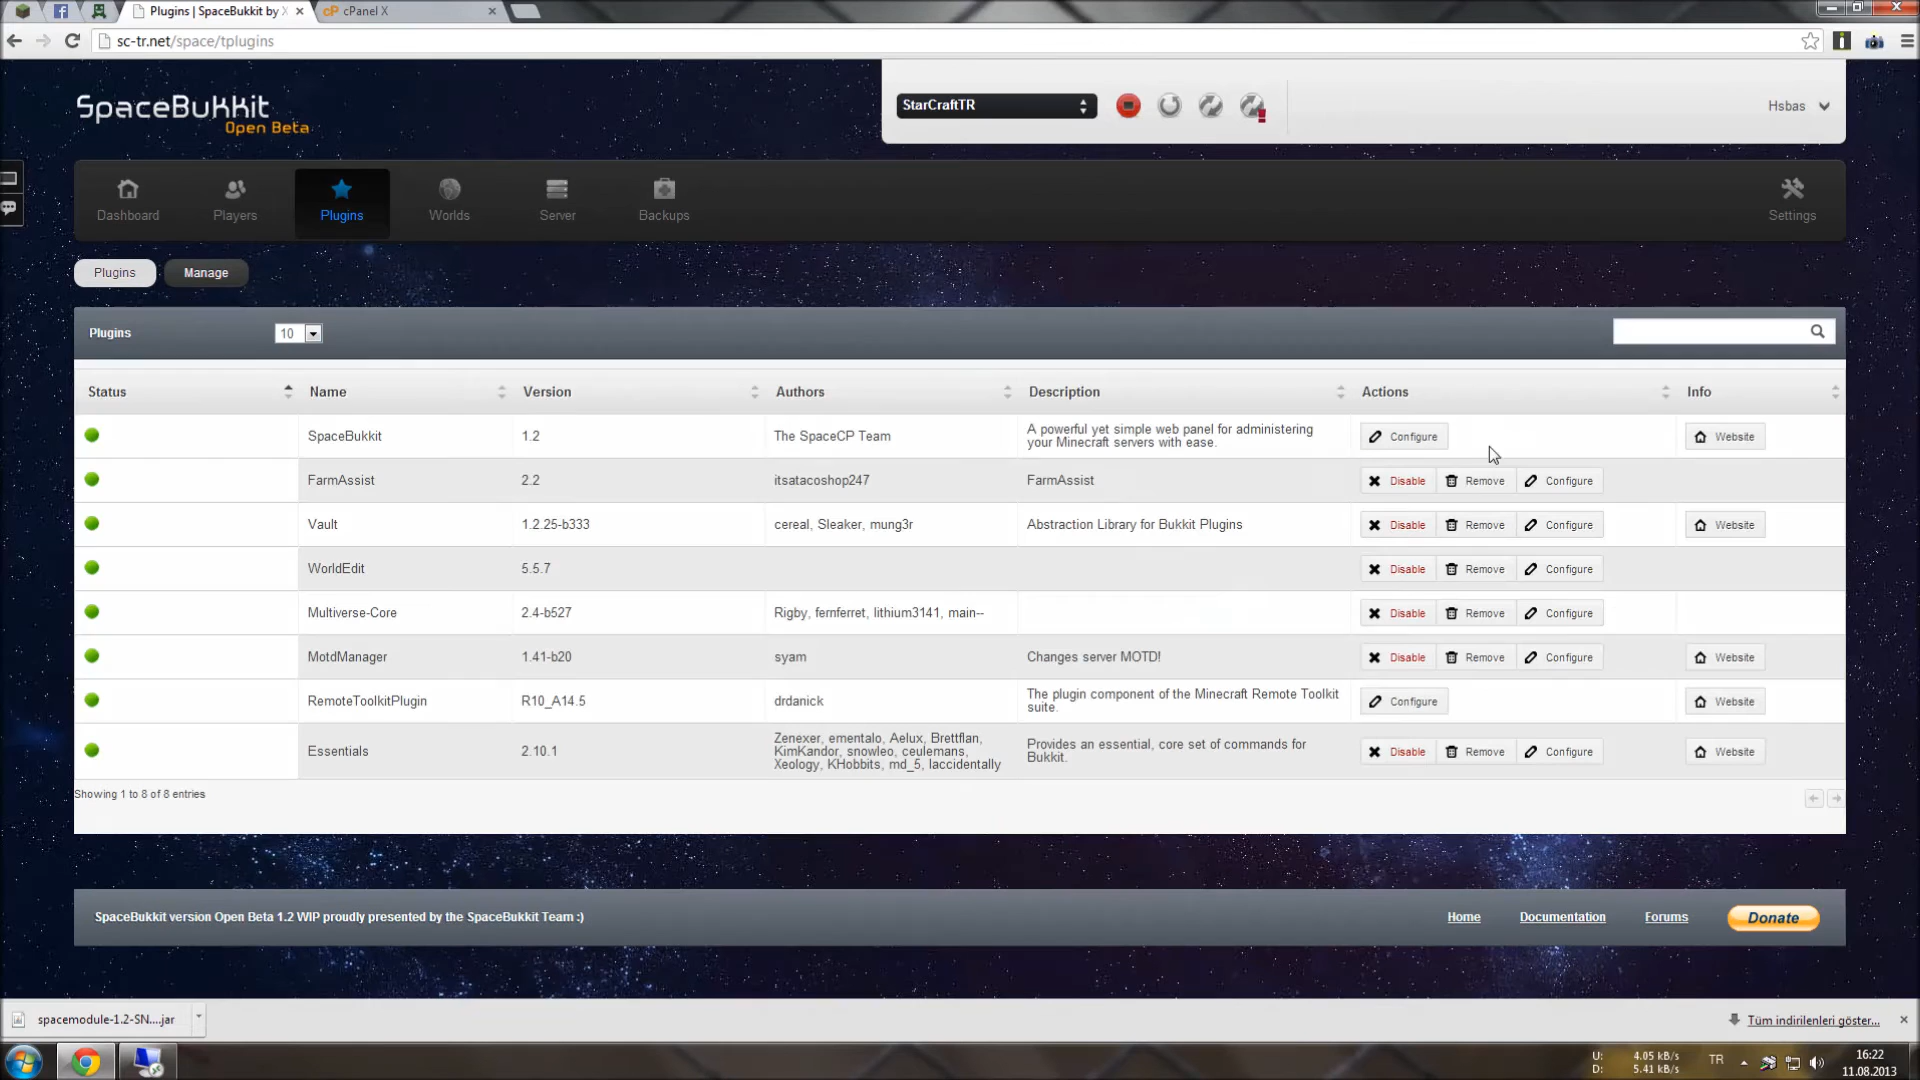 Plugins | SpaceBukkit by X
cPanel X
sc-tr.net/space/tplugins
SpaceBukkit
Open Beta
StarCraftTR
Hsbas
Dashboard
Players
Plugins
Worlds
Server
Backups
Settings
Plugins
Manage
Plugins
10
Status Name Version Authors Description Actions Info
SpaceBukkit 1.2 The SpaceCP Team A powerful yet simple web panel for administering
your Minecraft servers with ease. Configure Website
FarmAssist 2.2 itsatacoshop247 FarmAssist Disable Remove Configure
Vault 1.2.25-b333 cereal, Sleaker, mung3r Abstraction Library for Bukkit Plugins Disable Remove Configure Website
WorldEdit 5.5.7 Disable Remove Configure
Multiverse-Core 2.4-b527 Rigby, fernferret, lithium3141, main-- Disable Remove Configure
MotdManager 1.41-b20 syam Changes server MOTD! Disable Remove Configure Website
RemoteToolkitPlugin R10_A14.5 drdanick The plugin component of the Minecraft Remote Toolkit
suite. Configure Website
Essentials 2.10.1 Zenexer, ementalo, Aelux, Brettflan,
KimKandor, snowleo, ceulemans,
Xeology, KHobbits, md_5, Iaccidentally Provides an essential, core set of commands for
Bukkit. Disable Remove Configure Website
Showing 1 to 8 of 8 entries
SpaceBukkit version Open Beta 1.2 WIP proudly presented by the SpaceBukkit Team :)
Home
Documentation
Forums
Donate
spacemodule-1.2-SN....jar
Tüm indirilenleri göster...
U: 4.05 kB/s
D: 5.41 kB/s
TR
16:22
11.08.2013